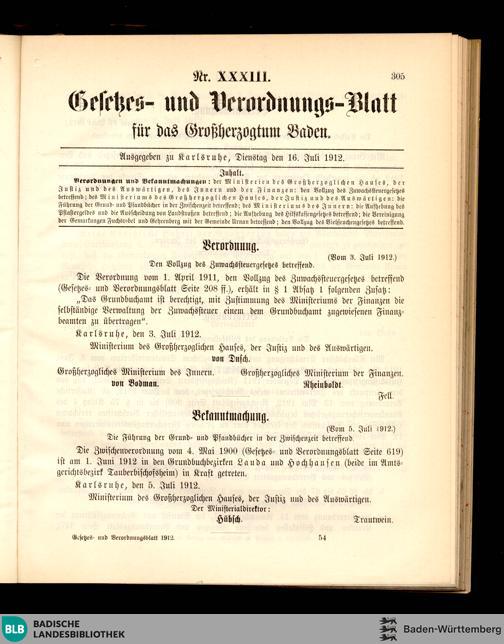 Nr. XXXIII. 305
Gesetzes- und Verordnungs-Blatt
für das Großherzogtum Baden.
Ausgegeben zu Karlsruhe, Dienstag den 16. Juli 1912.
Inhalt.
Verordnungen und Bekanntmachungen: der Ministerien des Großherzoglichen Hauses, der
Justiz und des Auswärtigen, des Innern und der Finanzen: den Vollzug des Zuwachssteuergesetzes
betreffend; des Ministeriums des Großherzoglichen Hauses, der Justiz und des Auswärtigen: die
Führung der Grund- und Pfandbücher in der Zwischenzeit betreffend; des Ministeriums des Innern: die Aufhebung des
Pflastergeldes und die Ausscheidung von Landstraßen betreffend; die Aufhebung des Hilfskassengesetzes betreffend; die Vereinigung
der Gemarkungen Fuchtobel und Gehrenberg mit der Gemeinde Urnau betreffend; den Vollzug des Viehseuchengesetzes betreffend.
Verordnung.
(Vom 3. Juli 1912.)
Den Vollzug des Zuwachssteuergesetzes betreffend.
Die Verordnung vom 1. April 1911, den Vollzug des Zuwachssteuergesetzes betreffend
(Gesetzes- und Verordnungsblatt Seite 208 ff.), erhält in § 1 Absatz 1 folgenden Zusatz:
„Das Grundbuchamt ist berechtigt, mit Zustimmung des Ministeriums der Finanzen die
selbständige Verwaltung der Zuwachssteuer einem dem Grundbuchamt zugewiesenen Finanz-
beamten zu übertragen“.
Karlsruhe, den 3. Juli 1912.
Ministerium des Großherzoglichen Hauses, der Justiz und des Auswärtigen.
von Dusch.
Großherzogliches Ministerium des Innern. Großherzogliches Ministerium der Finanzen.
von Bodman. Rheinboldt.
Fell.
Bekanntmachung.
(Vom 5. Juli 1912.)
Die Führung der Grund- und Pfandbücher in der Zwischenzeit betreffend.
Die Zwischenverordnung vom 4. Mai 1900 (Gesetzes- und Verordnungsblatt Seite 619)
ist am 1. Juni 1912 in den Grundbuchbezirken Lauda und Hochhausen (beide im Amts-
gerichtsbezirk Tauberbischofsheim) in Kraft getreten.
Karlsruhe, den 5. Juli 1912.
Ministerium des Großherzoglichen Hauses, der Justiz und des Auswärtigen.
Der Ministerialdirektor:
Hübsch. Trautwein.
Gesetzes- und Verordnungsblatt 1912. 54
BLB BADISCHE
LANDESBIBLIOTHEK
Baden-Württemberg